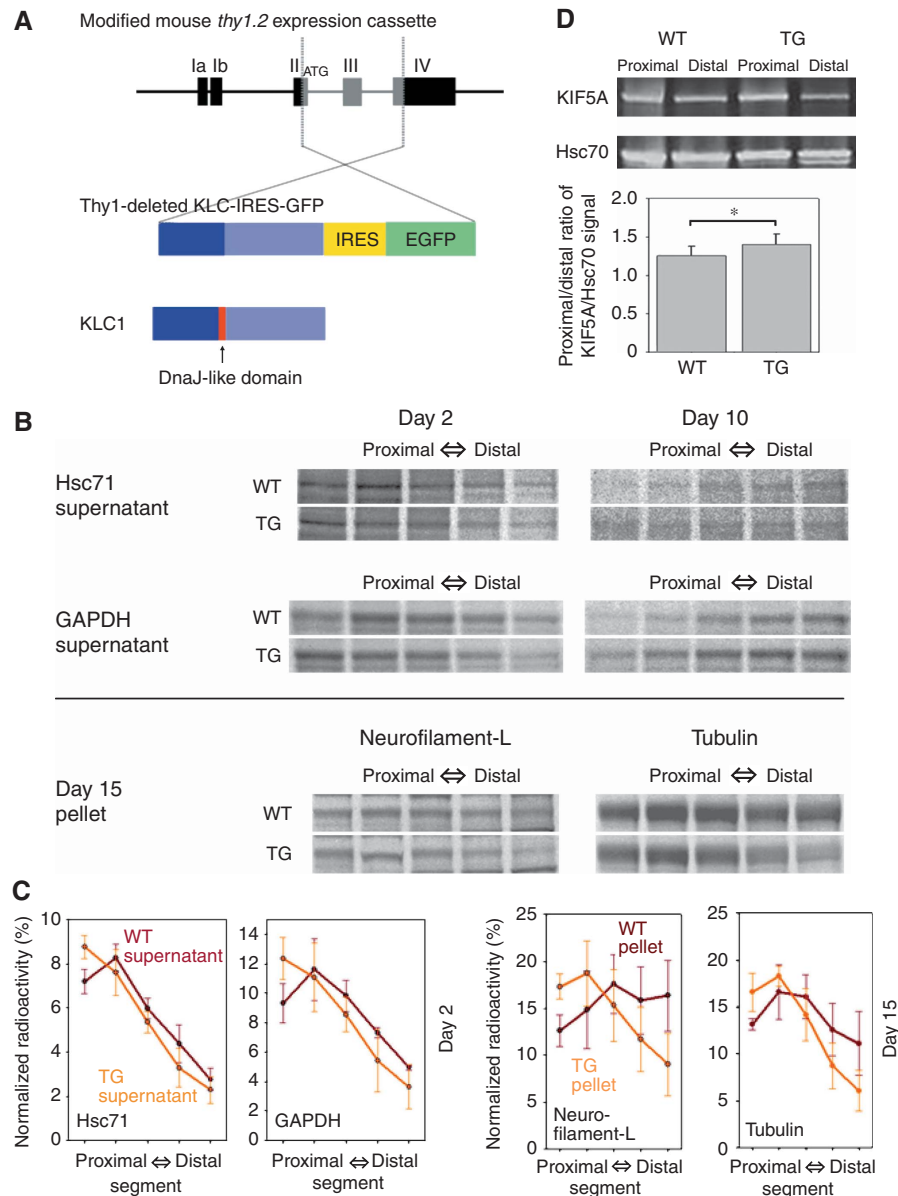 A
Modified mouse thy1.2 expression cassette
Ia Ib II ATG III IV
Thy1-deleted KLC-IRES-GFP
IRES EGFP
KLC1
DnaJ-like domain
D
WT TG
Proximal Distal Proximal Distal
KIF5A
Hsc70
Proximal/distal ratio of
KIF5A/Hsc70 signal
2.0
1.5
1.0
0.5
0
*
WT TG
B
Day 2 Day 10
Proximal ⇔ Distal Proximal ⇔ Distal
Hsc71
supernatant
WT
TG
Proximal ⇔ Distal Proximal ⇔ Distal
GAPDH
supernatant
WT
TG
Neurofilament-L Tubulin
Proximal ⇔ Distal Proximal ⇔ Distal
Day 15
pellet
WT
TG
C
Normalized radioactivity (%)
10
8
6
4
2
0
WT
supernatant
TG
supernatant
Hsc71
14
12
10
8
6
4
2
0
GAPDH
Day 2
Proximal ⇔ Distal
segment
Proximal ⇔ Distal
segment
Normalized radioactivity (%)
25
20
15
10
5
0
WT
pellet
TG
pellet
Neuro-
filament-L
25
20
15
10
5
0
Tubulin
Day 15
Proximal ⇔ Distal
segment
Proximal ⇔ Distal
segment